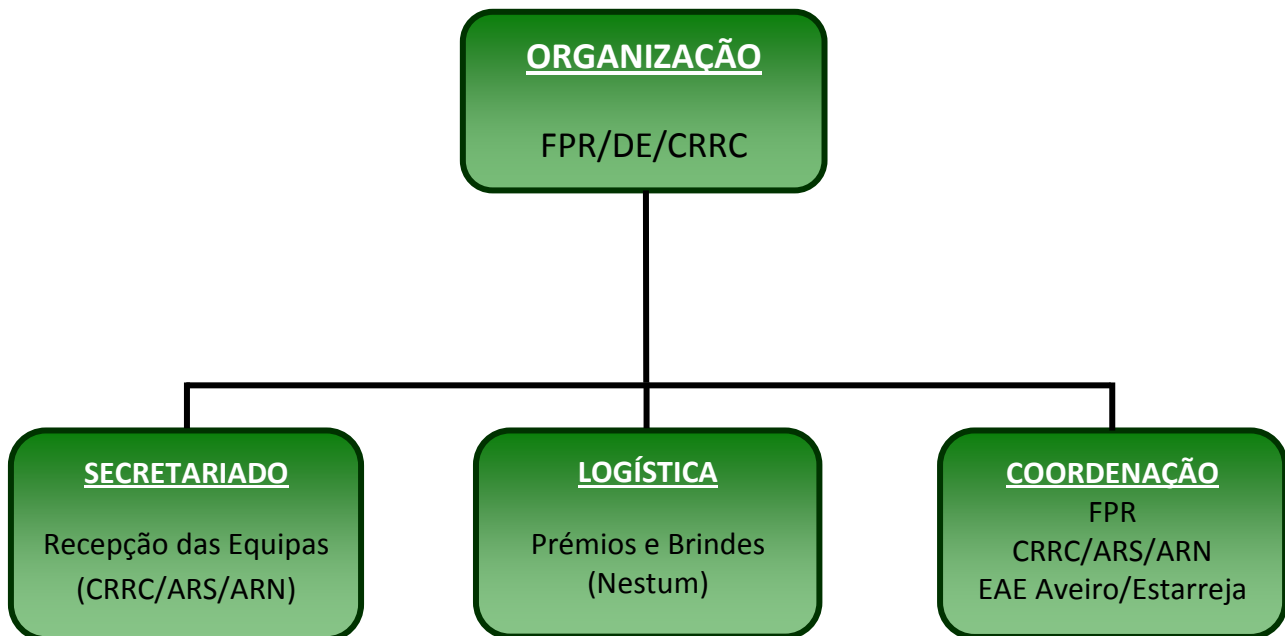 ORGANIZAÇÃO
FPR/DE/CRRC
SECRETARIADO
Recepção das Equipas
(CRRC/ARS/ARN)
LOGÍSTICA
Prémios e Brindes
(Nestum)
COORDENAÇÃO
FPR
CRRC/ARS/ARN
EAE Aveiro/Estarreja